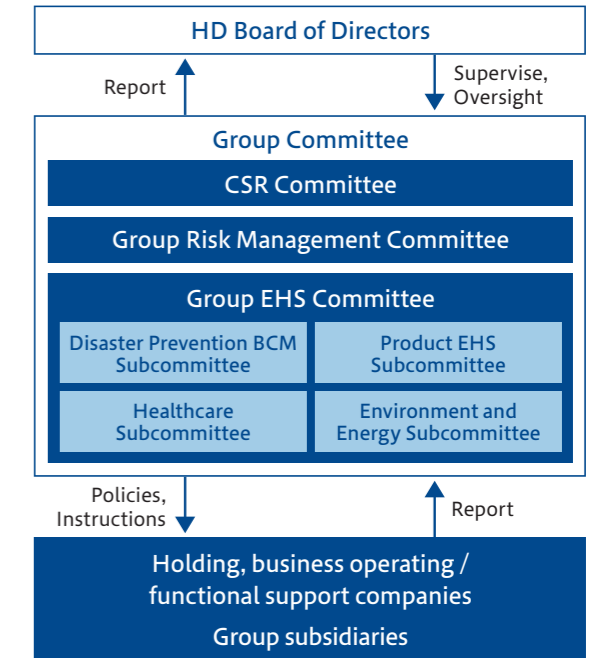 HD Board of Directors
Report
Supervise,
Oversight
Group Committee
CSR Committee
Group Risk Management Committee
Group EHS Committee
Disaster Prevention BCM
Subcommittee
Product EHS
Subcommittee
Healthcare
Subcommittee
Environment and
Energy Subcommittee
Policies,
Instructions
Report
Holding, business operating /
functional support companies
Group subsidiaries